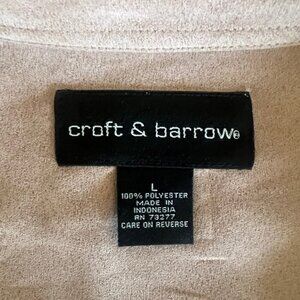 croft & barrow®
L
100% POLYESTER
MADE IN
INDONESIA
RN 73277
CARE ON REVERSE